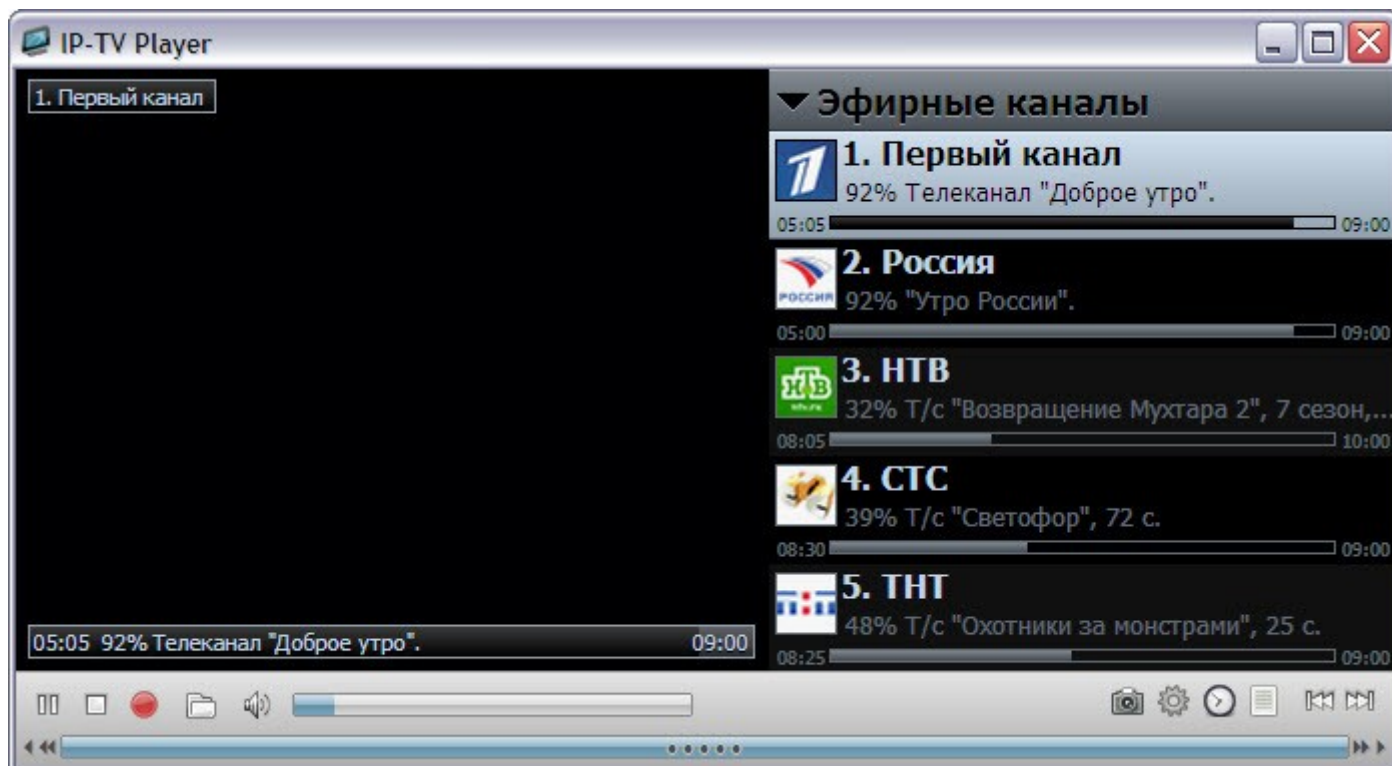 IP-TV Player
1. Первый канал
05:05 92% Телеканал "Доброе утро". 09:00
Эфирные каналы
1. Первый канал
92% Телеканал "Доброе утро".
05:05 09:00
РОССИЯ
2. Россия
92% "Утро России".
05:00 09:00
НТВ
3. НТВ
32% Т/с "Возвращение Мухтара 2", 7 сезон,...
08:05 10:00
4. СТС
39% Т/с "Светофор", 72 с.
08:30 09:00
ТНТ
5. ТНТ
48% Т/с "Охотники за монстрами", 25 с.
08:25 09:00